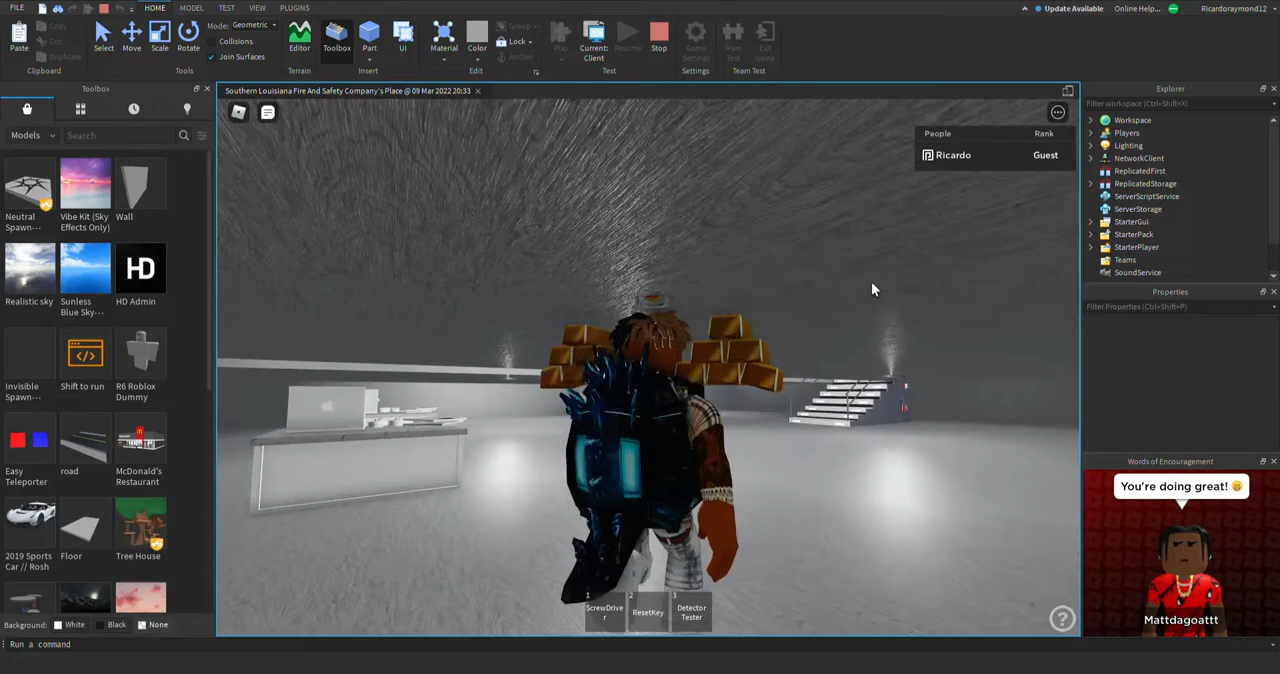 FILE HOME MODEL TEST VIEW PLUGINS Update Available Online Help... Ricardoraymond12
Paste Copy Cut Duplicate Select Move Scale Rotate Mode: Geometric Collisions Join Surfaces Editor Toolbox Part UI Material Color Group Lock Anchor Play Current: Client Resume Stop Game Settings Team Test Exit Game
Clipboard Tools Terrain Insert Edit Test Settings Team Test
Toolbox
Southern Louisiana Fire And Safety Company's Place @ 09 Mar 2022 20:33
Explorer
Filter workspace (Ctrl+Shift+X)
Models Search
People Rank
Ricardo Guest
Workspace
Players
Lighting
NetworkClient
ReplicatedFirst
ReplicatedStorage
ServerScriptService
ServerStorage
StarterGui
StarterPack
StarterPlayer
Teams
SoundService
Neutral Spawn...
Vibe Kit (Sky Effects Only)
Wall
HD
Realistic sky
Sunless Blue Sky...
HD Admin
Invisible Spawn...
Shift to run
R6 Roblox Dummy
Easy Teleporter
road
McDonald's Restaurant
2019 Sports Car // Rosh
Floor
Tree House
Background: White Black None
Properties
Filter Properties (Ctrl+Shift+P)
Words of Encouragement
You're doing great! 😄
Mattdagoattt
1 ScrewDrive
r
2 ResetKey
3 Detector
Tester
?
Run a command